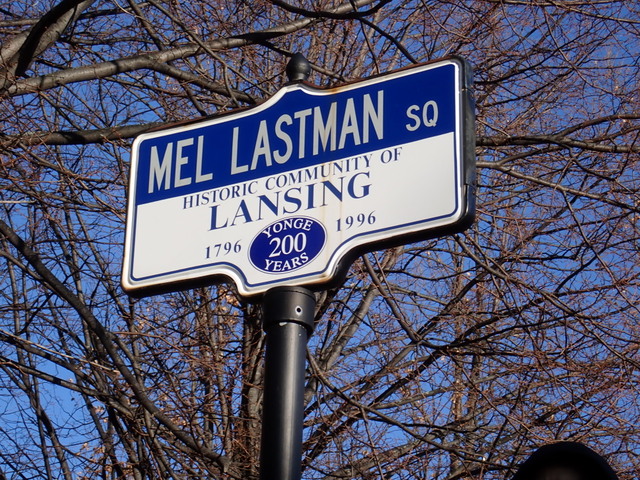 MEL LASTMAN SQ
HISTORIC COMMUNITY OF
LANSING
1796 YONGE 1996
200
YEARS